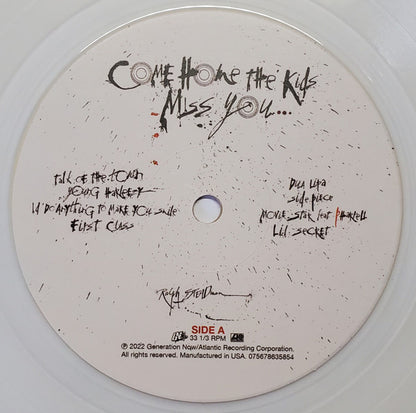 Come Home the Kids
Miss You...
Talk of the Town
Young Harleezy
I'd Do Anything To Make You Smile
First Class
Dua Lipa
Side Piece
Movie Star feat Pharrell
Lil Secret
Ralph STEADman
SIDE A
33 1/3 RPM
℗ 2022 Generation Now/Atlantic Recording Corporation.
All rights reserved. Manufactured in USA. 075678635854